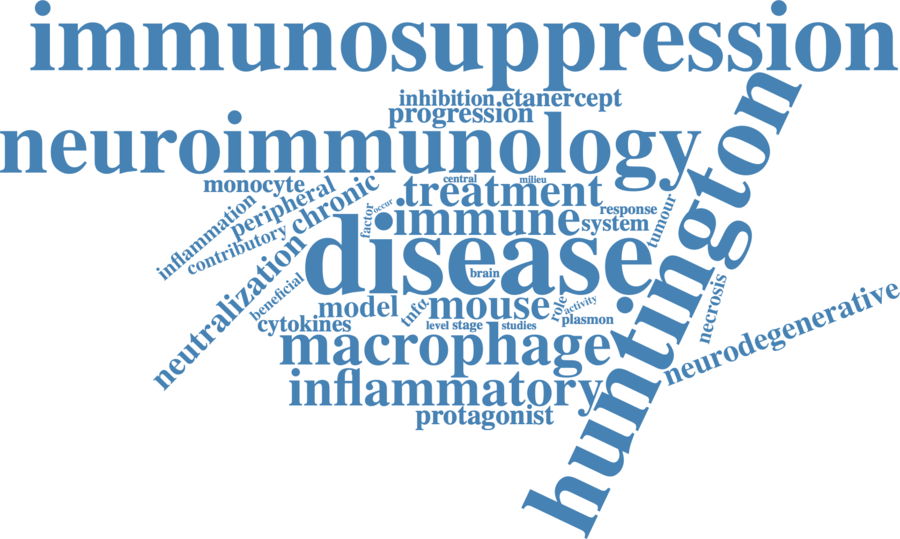 immunosuppression
inhibition
etanercept
progression
neuroimmunology
huntington
monocyte
central
milieu
peripheral
chronic
treatment
occur
inflammation
contributory
factor
immune
response
system
tumour
disease
brain
neutralization
beneficial
model
tnfα
mouse
role
activity
plasmon
necrosis
cytokines
level
stage
studies
neurodegenerative
macrophage
inflammatory
protagonist